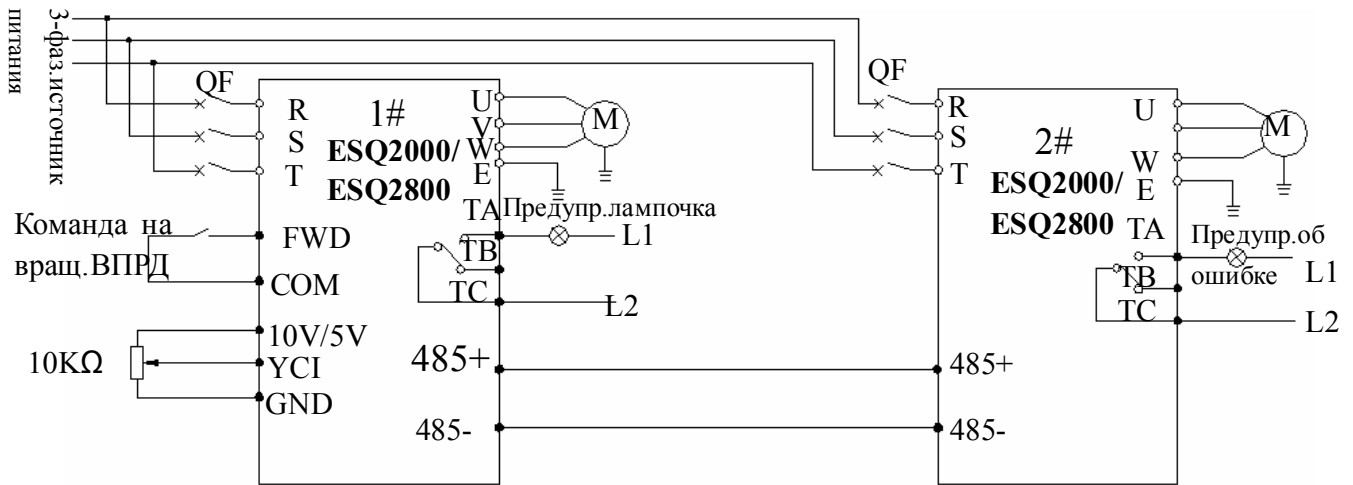 3-фаз.источник
питания
QF
R
S
T
1#
ESQ2000/
ESQ2800
U
V
W
E
M
Команда на
вращ.ВПРД
FWD
COM
10V/5V
YCI
GND
10KΩ
TA
TB
TC
Предупр.лампочка
L1
L2
485+
485-
QF
R
S
T
2#
ESQ2000/
ESQ2800
U
W
E
M
TA
TB
TC
Предупр.об
ошибке
L1
L2
485+
485-